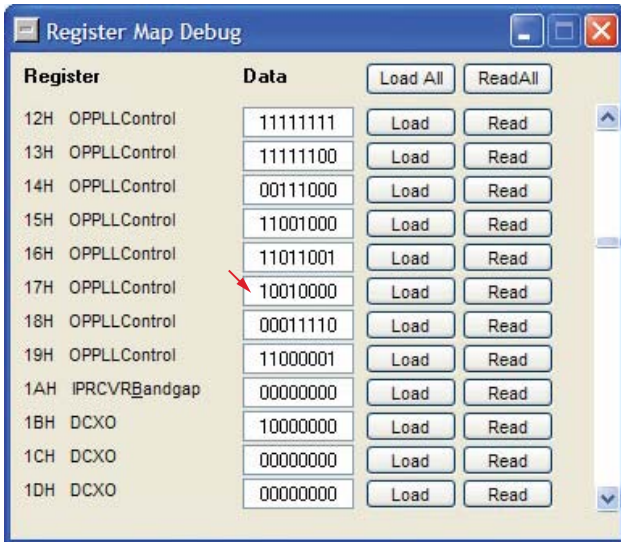 Register Map Debug
Register Data Load All ReadAll
12H OPPLLControl 11111111 Load Read
13H OPPLLControl 11111100 Load Read
14H OPPLLControl 00111000 Load Read
15H OPPLLControl 11001000 Load Read
16H OPPLLControl 11011001 Load Read
17H OPPLLControl 10010000 Load Read
18H OPPLLControl 00011110 Load Read
19H OPPLLControl 11000001 Load Read
1AH IPRCVRBandgap 00000000 Load Read
1BH DCXO 10000000 Load Read
1CH DCXO 00000000 Load Read
1DH DCXO 00000000 Load Read